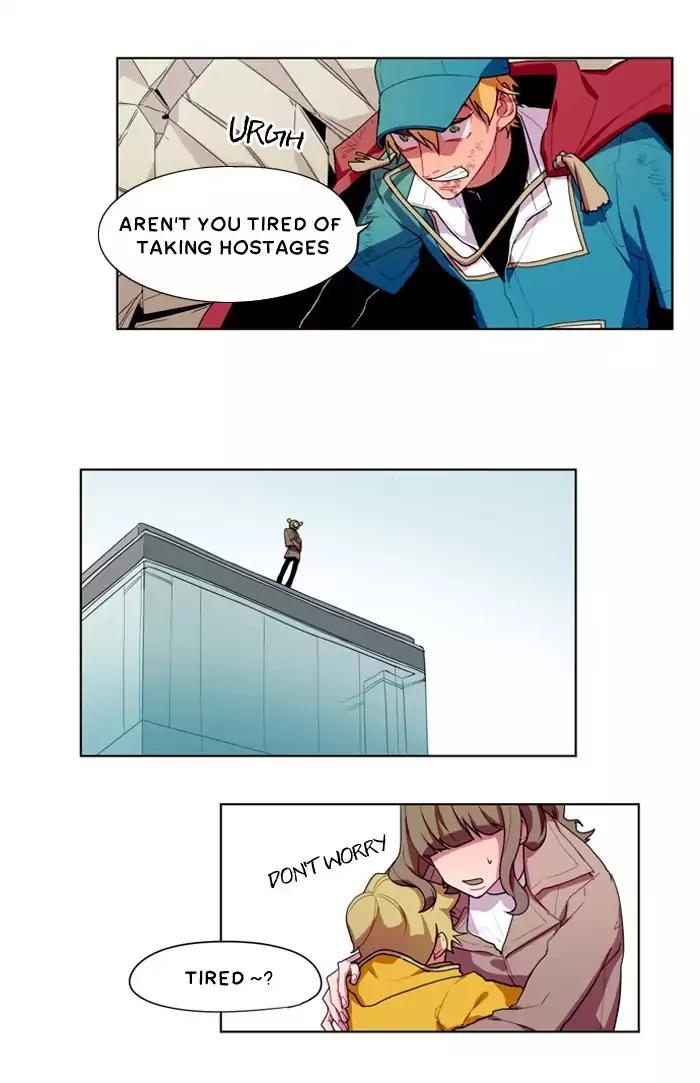 URGH
AREN'T YOU TIRED OF
TAKING HOSTAGES
DON'T WORRY
TIRED ~?